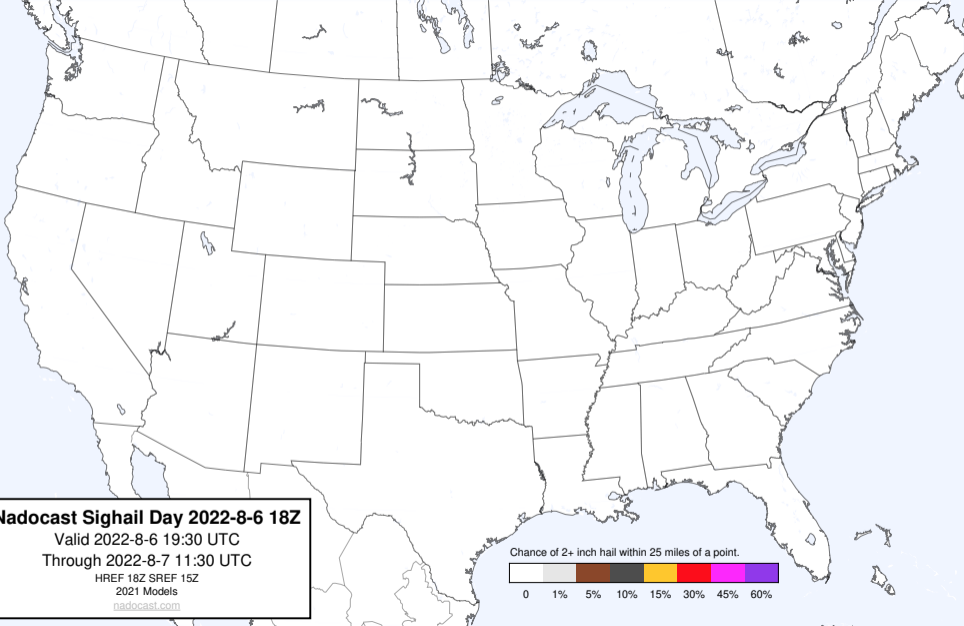 Nadocast Sighail Day 2022-8-6 18Z
Valid 2022-8-6 19:30 UTC
Through 2022-8-7 11:30 UTC
HREF 18Z SREF 15Z
2021 Models
nadocast.com
Chance of 2+ inch hail within 25 miles of a point.
0 1% 5% 10% 15% 30% 45% 60%